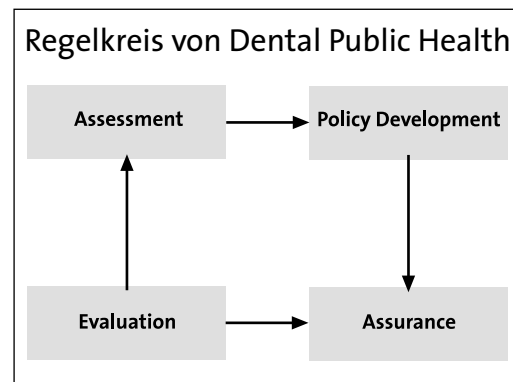 Regelkreis von Dental Public Health
Assessment
Policy Development
Evaluation
Assurance